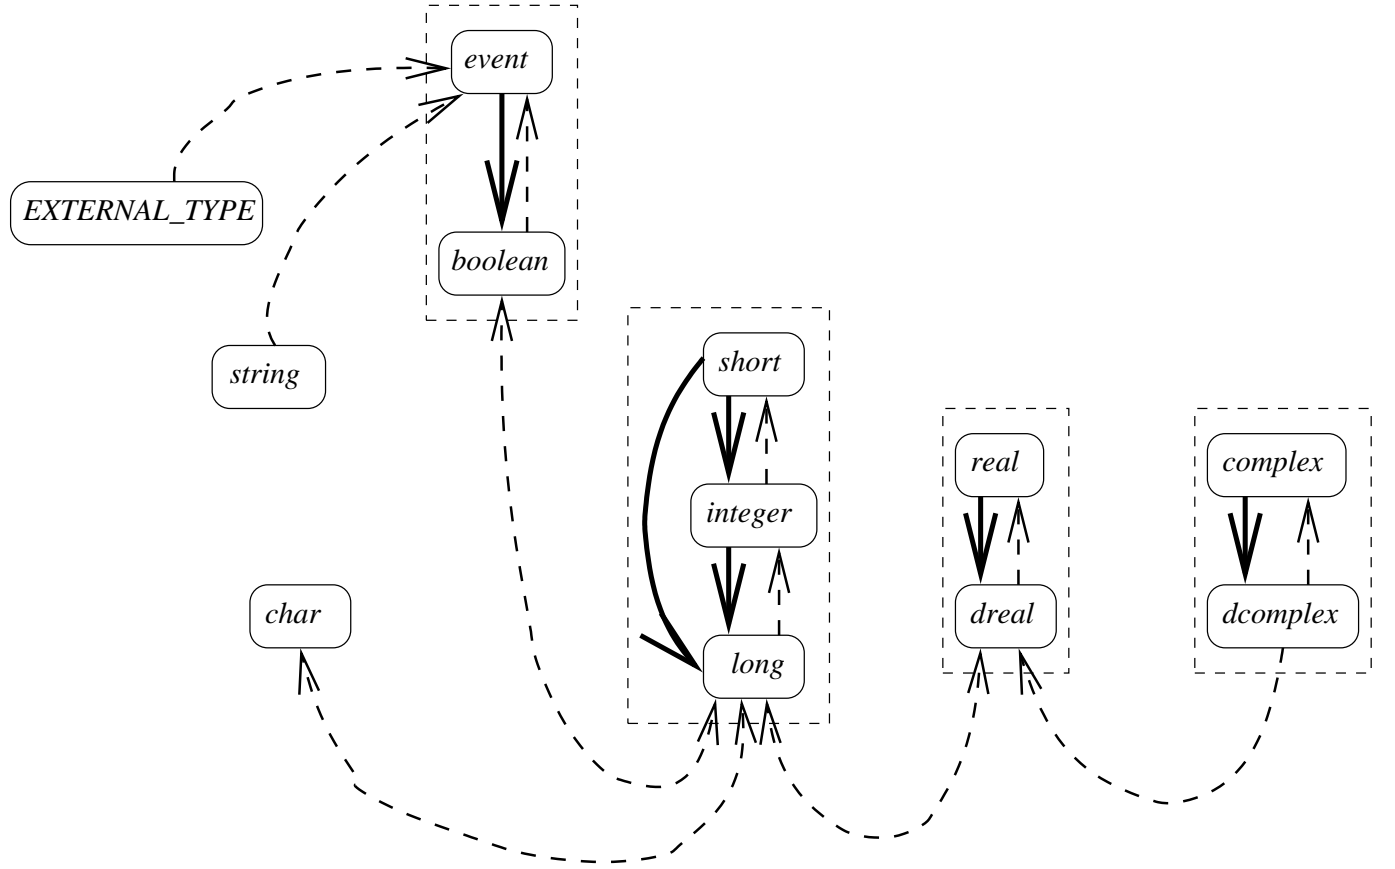 event
EXTERNAL_TYPE
boolean
string
short
real
complex
integer
char
dreal
dcomplex
long